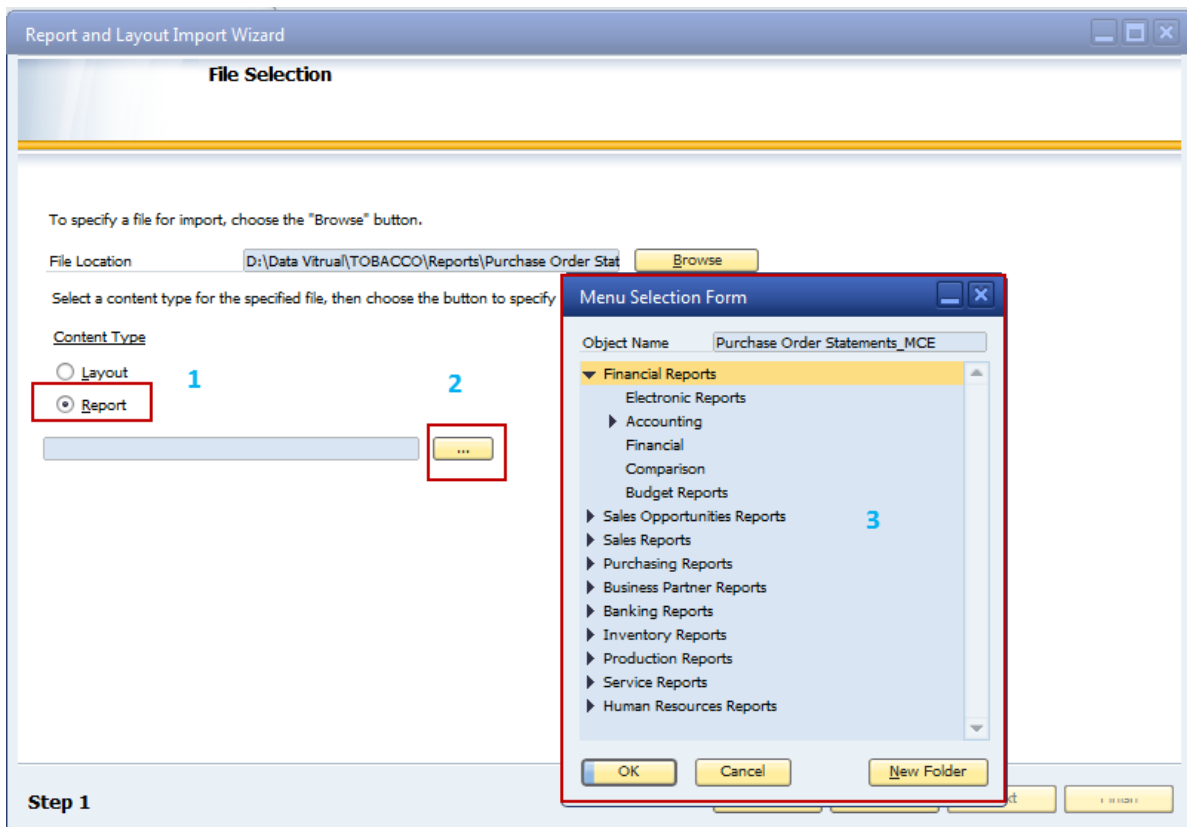 Report and Layout Import Wizard
File Selection
To specify a file for import, choose the "Browse" button.
File Location D:\Data Vitrual\TOBACCO\Reports\Purchase Order Stat Browse
Select a content type for the specified file, then choose the button to specify
Content Type
Layout
1
2
Report
...
Menu Selection Form
Object Name Purchase Order Statements_MCE
Financial Reports
Electronic Reports
Accounting
Financial
Comparison
Budget Reports
Sales Opportunities Reports
3
Sales Reports
Purchasing Reports
Business Partner Reports
Banking Reports
Inventory Reports
Production Reports
Service Reports
Human Resources Reports
OK Cancel New Folder
Step 1